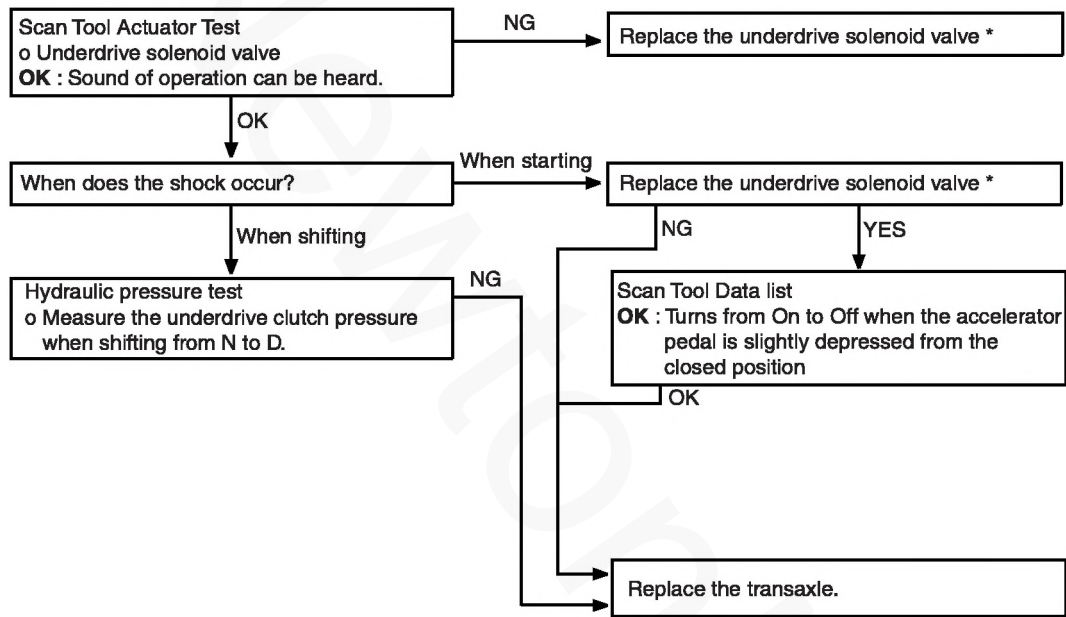 Scan Tool Actuator Test
o Underdrive solenoid valve
OK : Sound of operation can be heard.
NG
Replace the underdrive solenoid valve *
OK
When does the shock occur?
When starting
Replace the underdrive solenoid valve *
When shifting
NG
YES
Hydraulic pressure test
o Measure the underdrive clutch pressure
when shifting from N to D.
NG
Scan Tool Data list
OK : Turns from On to Off when the accelerator
pedal is slightly depressed from the
closed position
OK
Replace the transaxle.